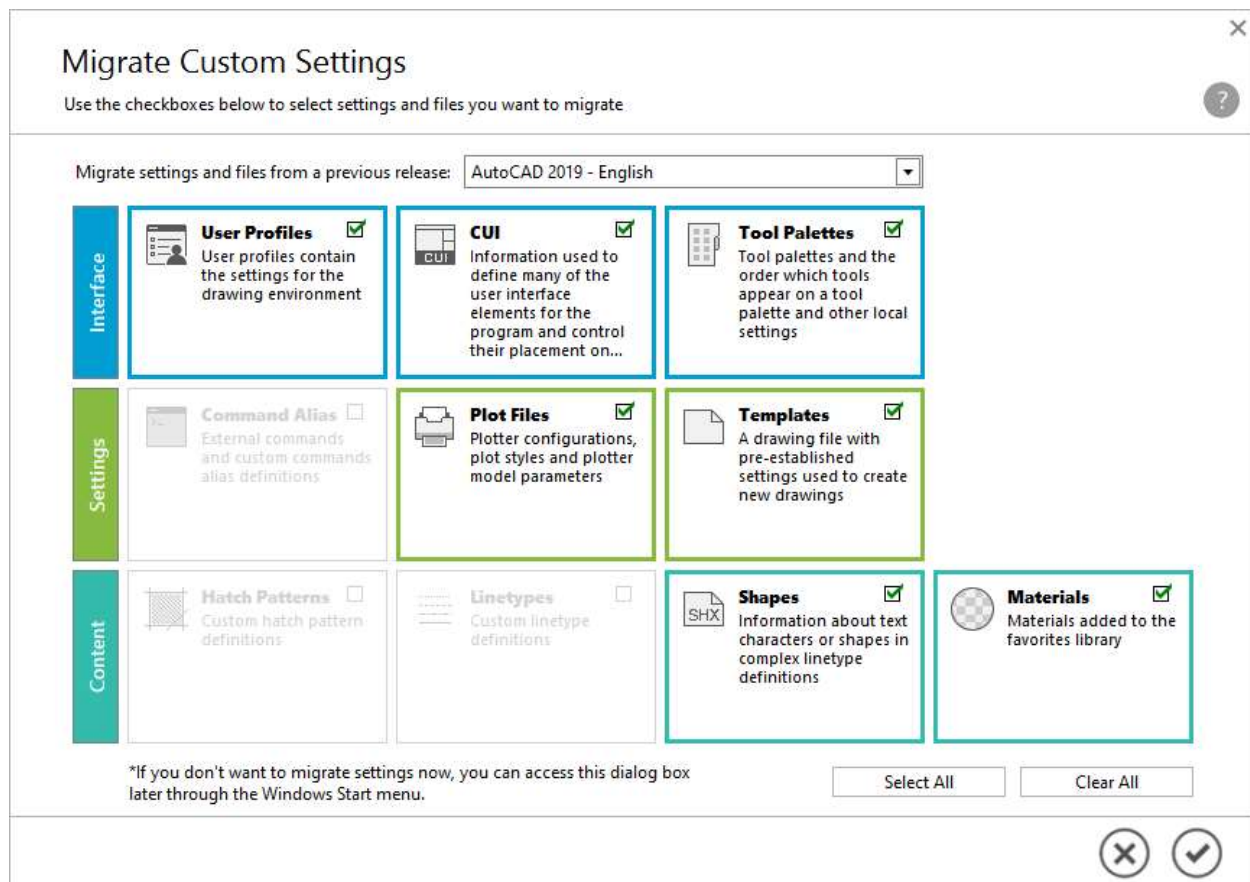 Migrate Custom Settings
Use the checkboxes below to select settings and files you want to migrate
?
Migrate settings and files from a previous release:
AutoCAD 2019 - English
Interface
User Profiles
User profiles contain
the settings for the
drawing environment
CUI
CUI
Information used to
define many of the
user interface
elements for the
program and control
their placement on...
Tool Palettes
Tool palettes and the
order which tools
appear on a tool
palette and other local
settings
Settings
Command Alias
External commands
and custom commands
alias definitions
Plot Files
Plotter configurations,
plot styles and plotter
model parameters
Templates
A drawing file with
pre-established
settings used to create
new drawings
Content
Hatch Patterns
Custom hatch pattern
definitions
Linetypes
Custom linetype
definitions
SHX
Shapes
Information about text
characters or shapes in
complex linetype
definitions
Materials
Materials added to the
favorites library
*If you don't want to migrate settings now, you can access this dialog box
later through the Windows Start menu.
Select All
Clear All